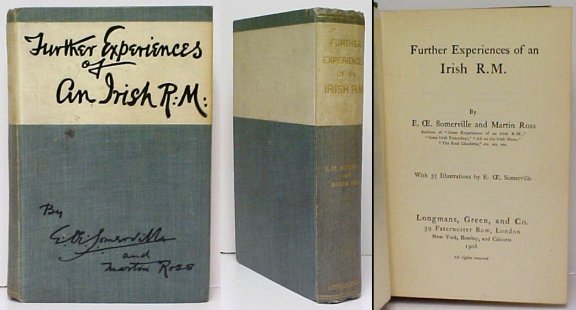 Further Experiences
of
An Irish R.M:
By
E.Œ. Somerville
and
Martin Ross
FURTHER
EXPERIENCES
OF AN
IRISH R.M.
E. Œ. SOMERVILLE
AND
MARTIN ROSS
LONGMANS
Further Experiences of an
Irish R.M.
By
E. Œ. Somerville and Martin Ross
Authors of "Some Experiences of an Irish R.M.,"
"Some Irish Yesterdays," "All on the Irish Shore,"
"The Real Charlotte," etc. etc. etc.
With 35 Illustrations by E. Œ. Somerville
Longmans, Green, and Co.
39 Paternoster Row, London
New York, Bombay, and Calcutta
1908
All rights reserved